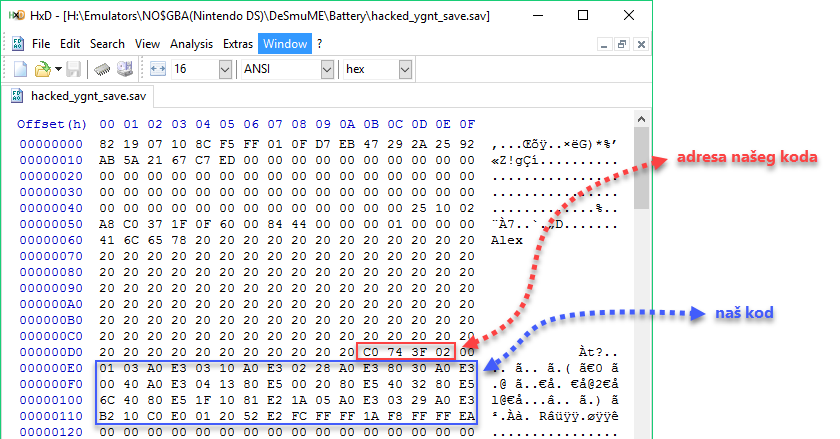 HxD - [H:\Emulators\NO$GBA(Nintendo DS)\DeSmuME\Battery\hacked_ygnt_save.sav]
File Edit Search View Analysis Extras Window ?
16 ANSI hex
hacked_ygnt_save.sav
Offset(h) 00 01 02 03 04 05 06 07 08 09 0A 0B 0C 0D 0E 0F
00000000 82 19 07 10 8C F5 FF 01 0F D7 EB 47 29 2A 25 92 ‚...Œõÿ..×ëG)*%’
00000010 AB 5A 21 67 C7 ED 00 00 00 00 00 00 00 00 00 00 «Z!gÇí..........
00000020 00 00 00 00 00 00 00 00 00 00 00 00 00 00 00 00 ................
00000030 00 00 00 00 00 00 00 00 00 00 00 00 00 00 00 00 ................
00000040 00 00 00 00 00 00 00 00 00 00 00 00 00 25 10 02 .............%..
00000050 A8 C0 37 1F 0F 60 00 84 44 00 00 00 01 00 00 00 ¨À7..`.„D.......
00000060 41 6C 65 78 20 20 20 20 20 20 20 20 20 20 20 20 Alex
00000070 20 20 20 20 20 20 20 20 20 20 20 20 20 20 20 20
00000080 20 20 20 20 20 20 20 20 20 20 20 20 20 20 20 20
00000090 20 20 20 20 20 20 20 20 20 20 20 20 20 20 20 20
000000A0 20 20 20 20 20 20 20 20 20 20 20 20 20 20 20 20
000000B0 20 20 20 20 20 20 20 20 20 20 20 20 20 20 20 20
000000C0 20 20 20 20 20 20 20 20 20 20 20 20 20 20 20 20
000000D0 20 20 20 20 20 20 20 20 20 20 20 C0 74 3F 02 00 Àt?..
000000E0 01 03 A0 E3 03 10 A0 E3 02 28 A0 E3 80 30 A0 E3 .. ã.. ã.( ã€0 ã
000000F0 00 40 A0 E3 04 13 80 E5 00 20 80 E5 40 32 80 E5 .@ ã..€å. €å@2€å
00000100 6C 40 80 E5 1F 10 81 E2 1A 05 A0 E3 03 29 A0 E3 l@€å...â.. ã.) ã
00000110 B2 10 C0 E0 01 20 52 E2 FC FF FF 1A F8 FF FF EA ².Àà. Râüÿÿ.øÿÿê
00000120 00 00 00 00 00 00 00 00 00 00 00 00 00 00 00 00 ................
adresa našeg koda
naš kod